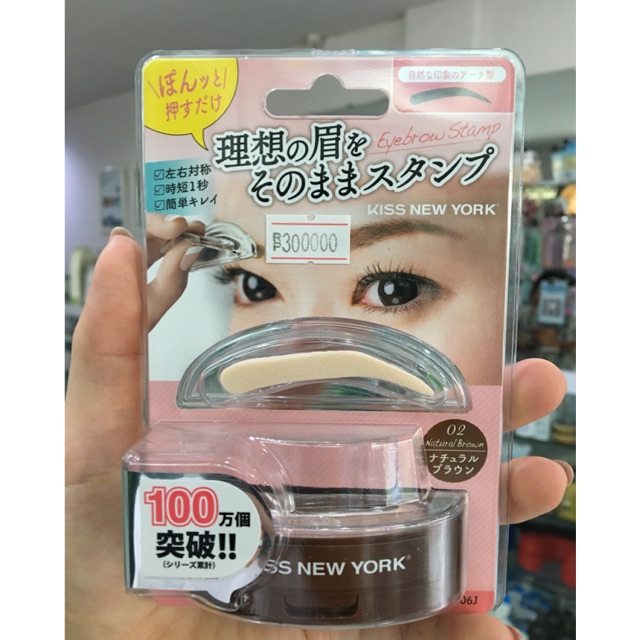 ぽんッと
押すだけ
自然な印象のアーチ型
Eyebrow Stamp
理想の眉を
そのままスタンプ
☑左右対称
☑時短1秒
☑簡単キレイ
KISS NEW YORK®
RP300000
02
Natural Brown
ナチュラル
ブラウン
100万個
突破!!
(シリーズ累計)
SS NEW YORK®
J6J